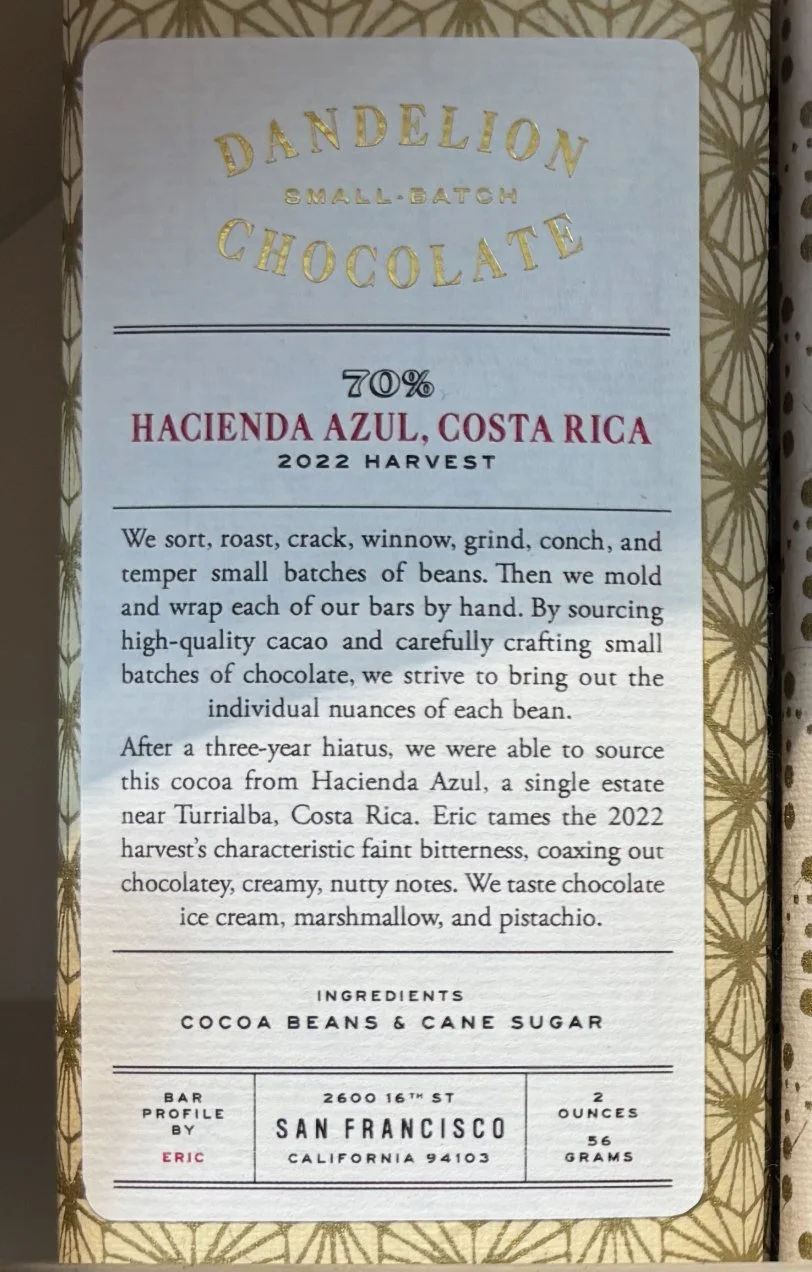 DANDELION
SMALL-BATCH
CHOCOLATE
70%
HACIENDA AZUL, COSTA RICA
2022 HARVEST
We sort, roast, crack, winnow, grind, conch, and
temper small batches of beans. Then we mold
and wrap each of our bars by hand. By sourcing
high-quality cacao and carefully crafting small
batches of chocolate, we strive to bring out the
individual nuances of each bean.
After a three-year hiatus, we were able to source
this cocoa from Hacienda Azul, a single estate
near Turrialba, Costa Rica. Eric tames the 2022
harvest's characteristic faint bitterness, coaxing out
chocolatey, creamy, nutty notes. We taste chocolate
ice cream, marshmallow, and pistachio.
INGREDIENTS
COCOA BEANS & CANE SUGAR
BAR
PROFILE
BY
ERIC
2600 16TH ST
SAN FRANCISCO
CALIFORNIA 94103
2
OUNCES
56
GRAMS